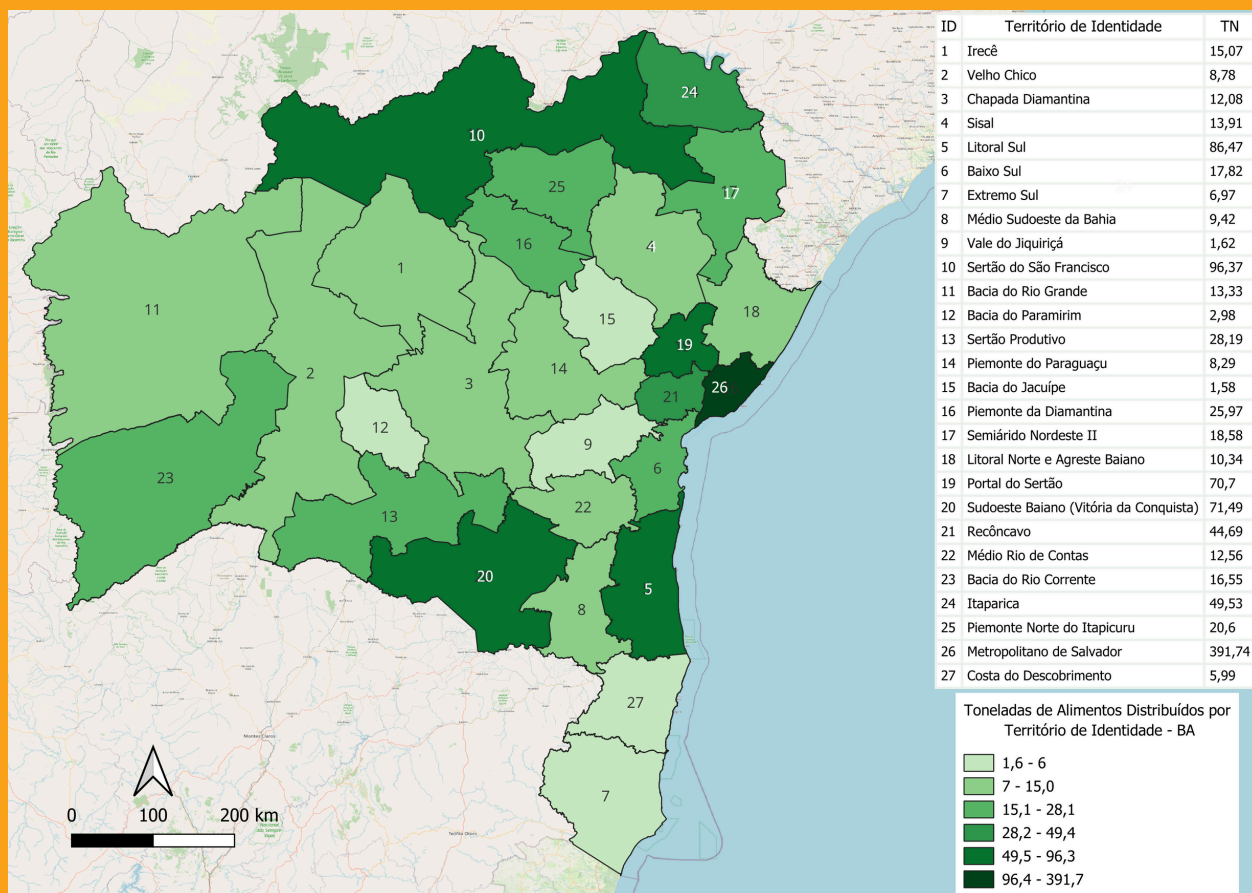 ID Território de Identidade TN
1 Irecê 15,07
2 Velho Chico 8,78
3 Chapada Diamantina 12,08
4 Sisal 13,91
5 Litoral Sul 86,47
6 Baixo Sul 17,82
7 Extremo Sul 6,97
8 Médio Sudoeste da Bahia 9,42
9 Vale do Jiquiriçá 1,62
10 Sertão do São Francisco 96,37
11 Bacia do Rio Grande 13,33
12 Bacia do Paramirim 2,98
13 Sertão Produtivo 28,19
14 Piemonte do Paraguaçu 8,29
15 Bacia do Jacuípe 1,58
16 Piemonte da Diamantina 25,97
17 Semiárido Nordeste II 18,58
18 Litoral Norte e Agreste Baiano 10,34
19 Portal do Sertão 70,7
20 Sudoeste Baiano (Vitória da Conquista) 71,49
21 Recôncavo 44,69
22 Médio Rio de Contas 12,56
23 Bacia do Rio Corrente 16,55
24 Itaparica 49,53
25 Piemonte Norte do Itapicuru 20,6
26 Metropolitano de Salvador 391,74
27 Costa do Descobrimento 5,99
24
10
25
17
16
4
1
11
15
18
19
2
3
14
26
21
12
9
23
6
13
22
20
5
8
27
7
Montes Claros
Teófilo Otoni
0 100 200 km
Toneladas de Alimentos Distribuídos por
Território de Identidade - BA
1,6 - 6
7 - 15,0
15,1 - 28,1
28,2 - 49,4
49,5 - 96,3
96,4 - 391,7